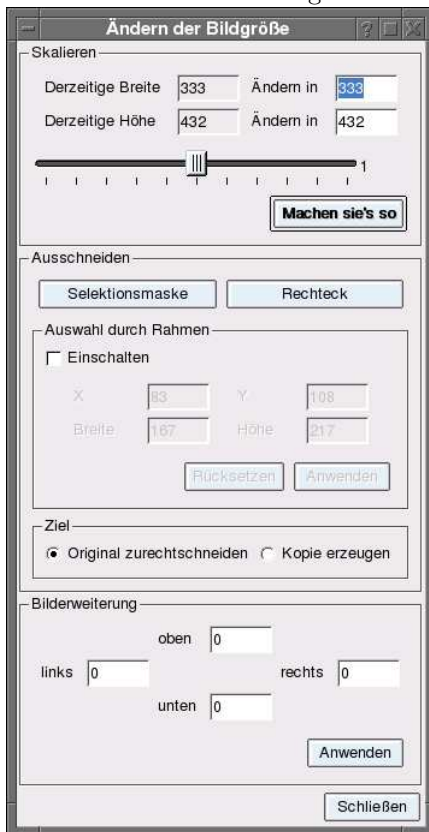 Ändern der Bildgröße
Skalieren
Derzeitige Breite 333 Ändern in 333
Derzeitige Höhe 432 Ändern in 432
1
Machen sie's so
Ausschneiden
Selektionsmaske Rechteck
Auswahl durch Rahmen
Einschalten
X 83 Y 108
Breite 167 Höhe 217
Rücksetzen Anwenden
Ziel
Original zurechtschneiden Kopie erzeugen
Bilderweiterung
oben 0
links 0 rechts 0
unten 0
Anwenden
Schließen